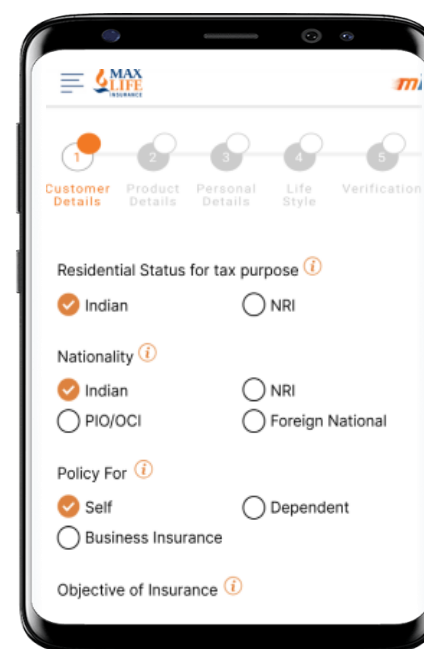 MAX
LIFE
INSURANCE
mi
1 2 3 4 5
Customer Details Product Details Personal Details Life Style Verification
Residential Status for tax purpose i
Indian NRI
Nationality i
Indian NRI
PIO/OCI Foreign National
Policy For i
Self Dependent
Business Insurance
Objective of Insurance i